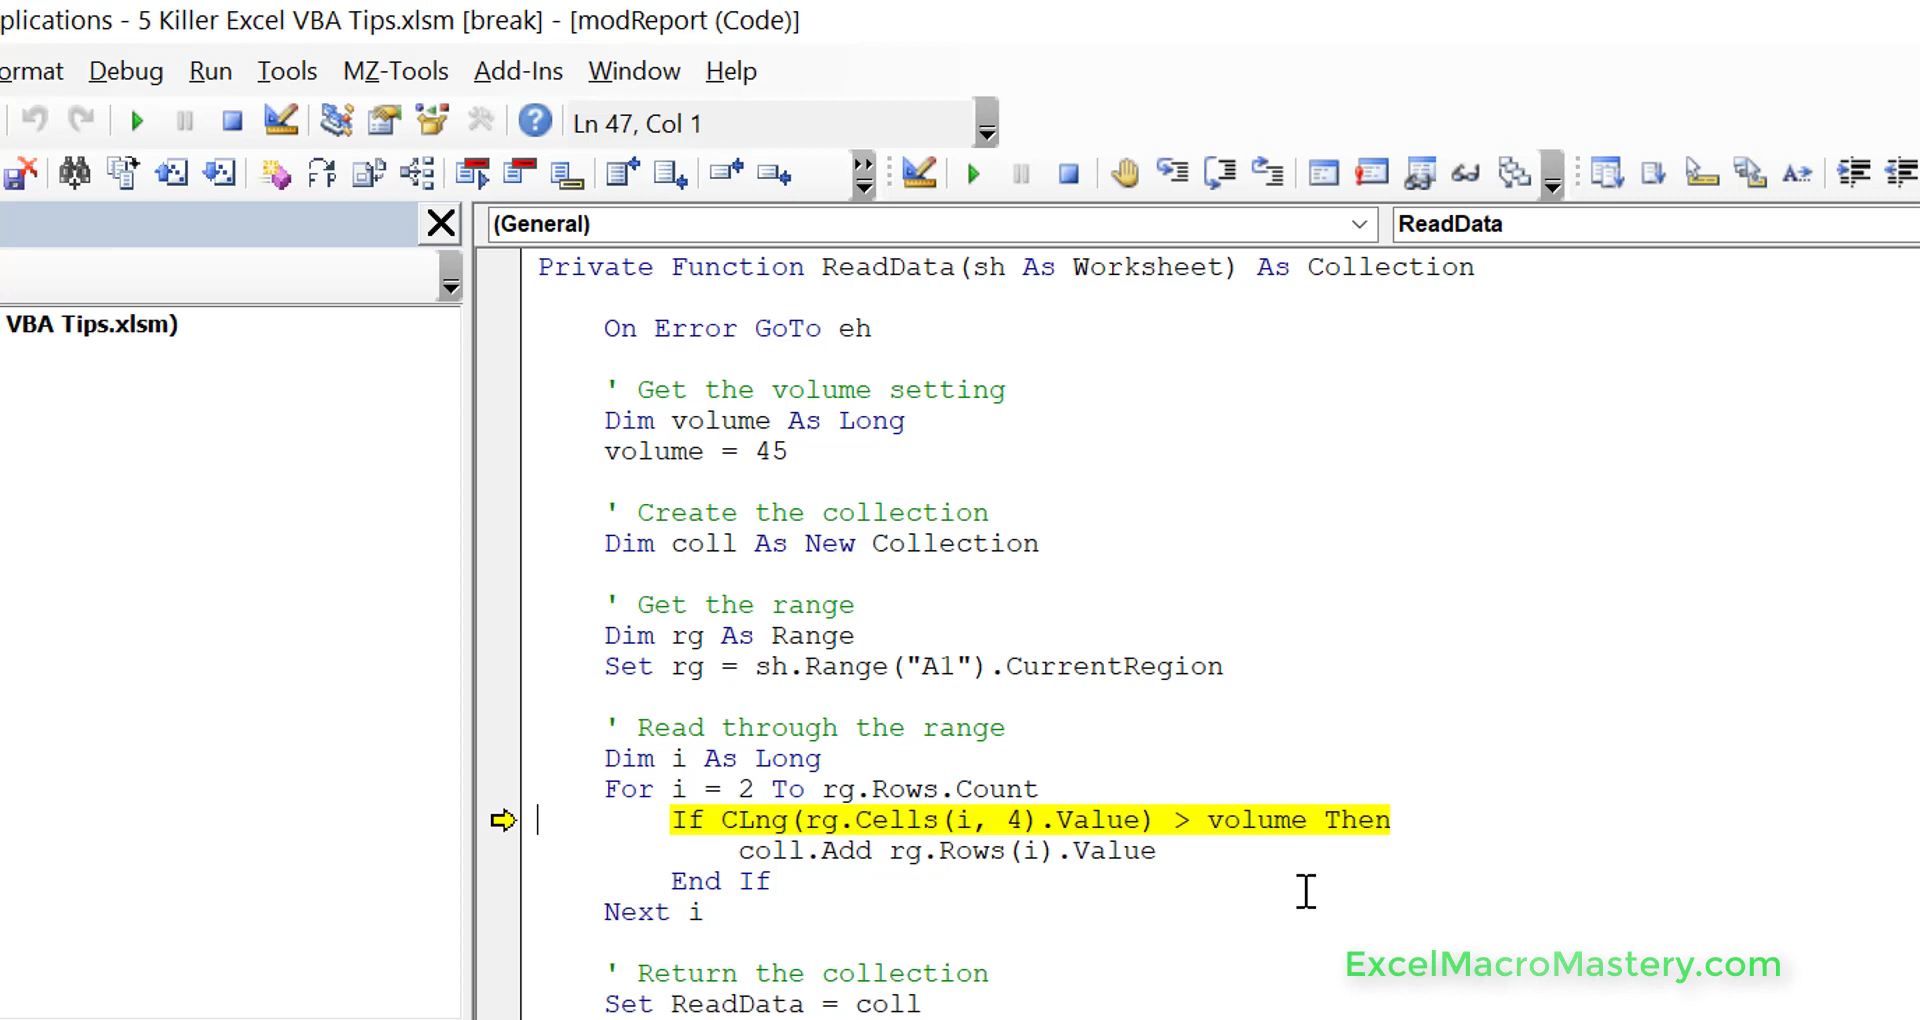 plications - 5 Killer Excel VBA Tips.xlsm [break] - [modReport (Code)]
ormat Debug Run Tools MZ-Tools Add-Ins Window Help
Ln 47, Col 1
(General) ReadData
VBA Tips.xlsm)
Private Function ReadData(sh As Worksheet) As Collection
On Error GoTo eh
' Get the volume setting
Dim volume As Long
volume = 45
' Create the collection
Dim coll As New Collection
' Get the range
Dim rg As Range
Set rg = sh.Range("A1").CurrentRegion
' Read through the range
Dim i As Long
For i = 2 To rg.Rows.Count
If CLng(rg.Cells(i, 4).Value) > volume Then
coll.Add rg.Rows(i).Value
End If
Next i
' Return the collection
Set ReadData = coll
ExcelMacroMastery.com